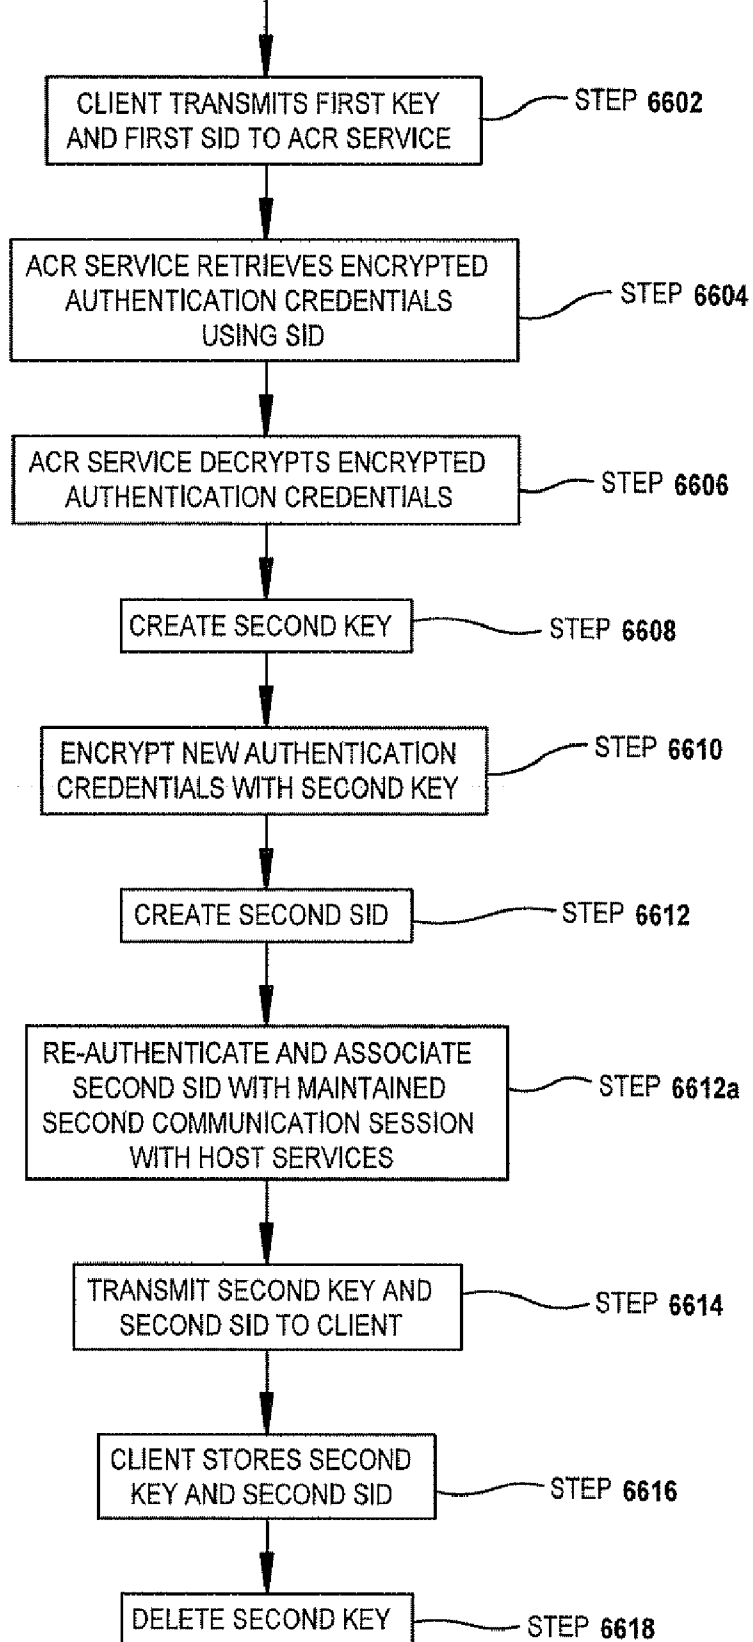 CLIENT TRANSMITS FIRST KEY
AND FIRST SID TO ACR SERVICE
STEP 6602
ACR SERVICE RETRIEVES ENCRYPTED
AUTHENTICATION CREDENTIALS
USING SID
STEP 6604
ACR SERVICE DECRYPTS ENCRYPTED
AUTHENTICATION CREDENTIALS
STEP 6606
CREATE SECOND KEY
STEP 6608
ENCRYPT NEW AUTHENTICATION
CREDENTIALS WITH SECOND KEY
STEP 6610
CREATE SECOND SID
STEP 6612
RE-AUTHENTICATE AND ASSOCIATE
SECOND SID WITH MAINTAINED
SECOND COMMUNICATION SESSION
WITH HOST SERVICES
STEP 6612a
TRANSMIT SECOND KEY AND
SECOND SID TO CLIENT
STEP 6614
CLIENT STORES SECOND
KEY AND SECOND SID
STEP 6616
DELETE SECOND KEY
STEP 6618